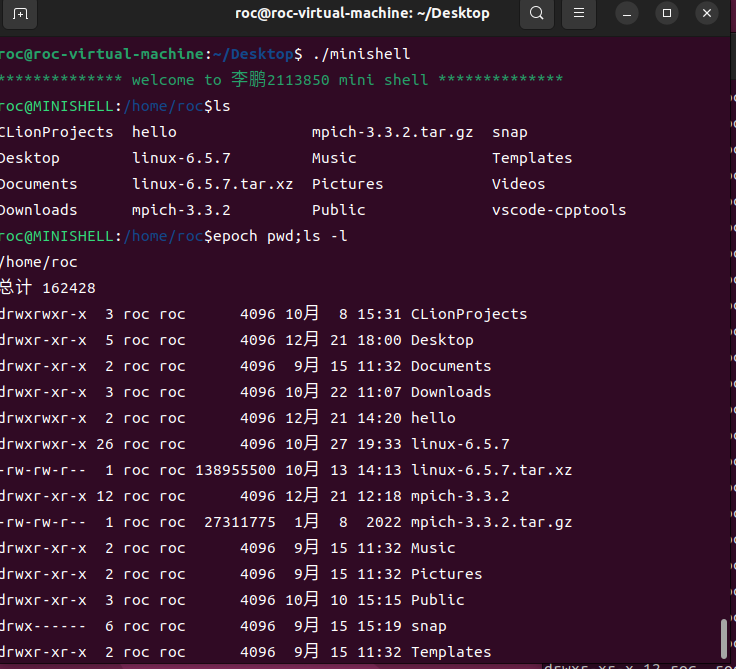 roc@roc-virtual-machine: ~/Desktop
roc@roc-virtual-machine:~/Desktop$ ./minishell
************** welcome to 李鹏2113850 mini shell **************
roc@MINISHELL:/home/roc$ls
CLionProjects hello mpich-3.3.2.tar.gz snap
Desktop linux-6.5.7 Music Templates
Documents linux-6.5.7.tar.xz Pictures Videos
Downloads mpich-3.3.2 Public vscode-cpptools
roc@MINISHELL:/home/roc$epoch pwd;ls -l
/home/roc
总计 162428
drwxrwxr-x 3 roc roc 4096 10月 8 15:31 CLionProjects
drwxr-xr-x 5 roc roc 4096 12月 21 18:00 Desktop
drwxr-xr-x 2 roc roc 4096 9月 15 11:32 Documents
drwxr-xr-x 3 roc roc 4096 10月 22 11:07 Downloads
drwxrwxr-x 2 roc roc 4096 12月 21 14:20 hello
drwxrwxr-x 26 roc roc 4096 10月 27 19:33 linux-6.5.7
-rw-rw-r-- 1 roc roc 138955500 10月 13 14:13 linux-6.5.7.tar.xz
drwxr-xr-x 12 roc roc 4096 12月 21 12:18 mpich-3.3.2
-rw-rw-r-- 1 roc roc 27311775 1月 8 2022 mpich-3.3.2.tar.gz
drwxr-xr-x 2 roc roc 4096 9月 15 11:32 Music
drwxr-xr-x 2 roc roc 4096 9月 15 11:32 Pictures
drwxr-xr-x 3 roc roc 4096 10月 10 15:15 Public
drwx------ 6 roc roc 4096 9月 15 15:19 snap
drwxr-xr-x 2 roc roc 4096 9月 15 11:32 Templates